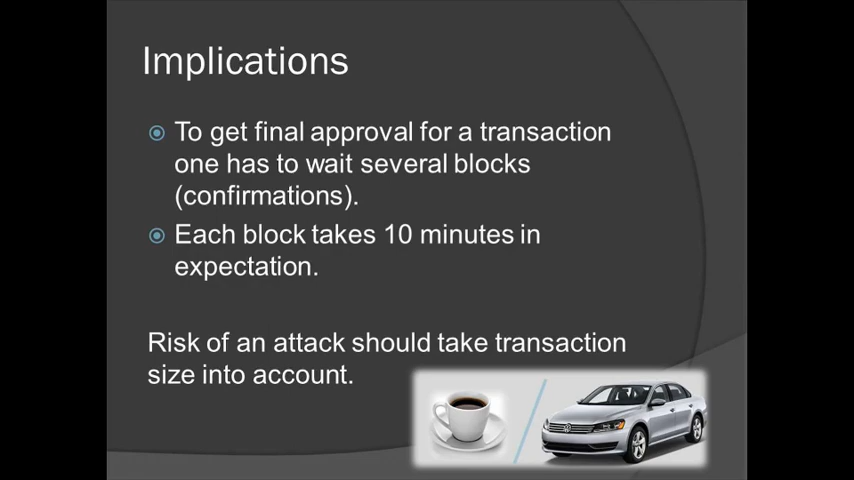 Implications
To get final approval for a transaction
one has to wait several blocks
(confirmations).
Each block takes 10 minutes in
expectation.
Risk of an attack should take transaction
size into account.